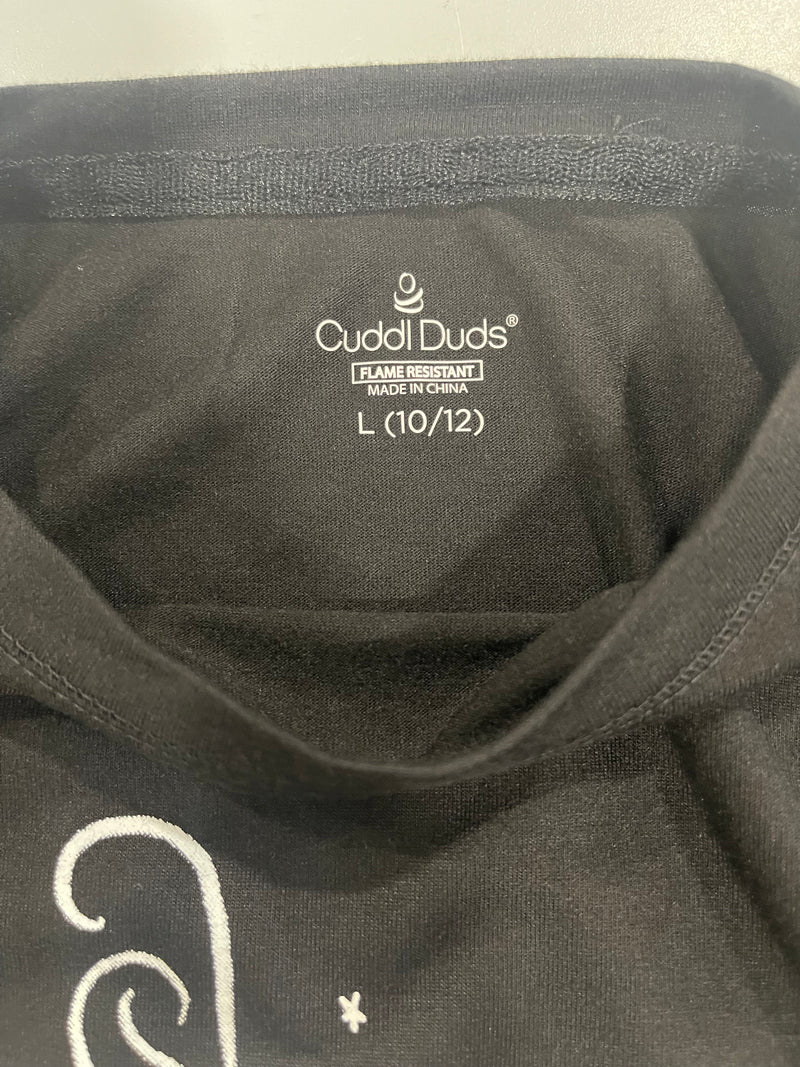 Cuddl Duds®
FLAME RESISTANT
MADE IN CHINA
L (10/12)